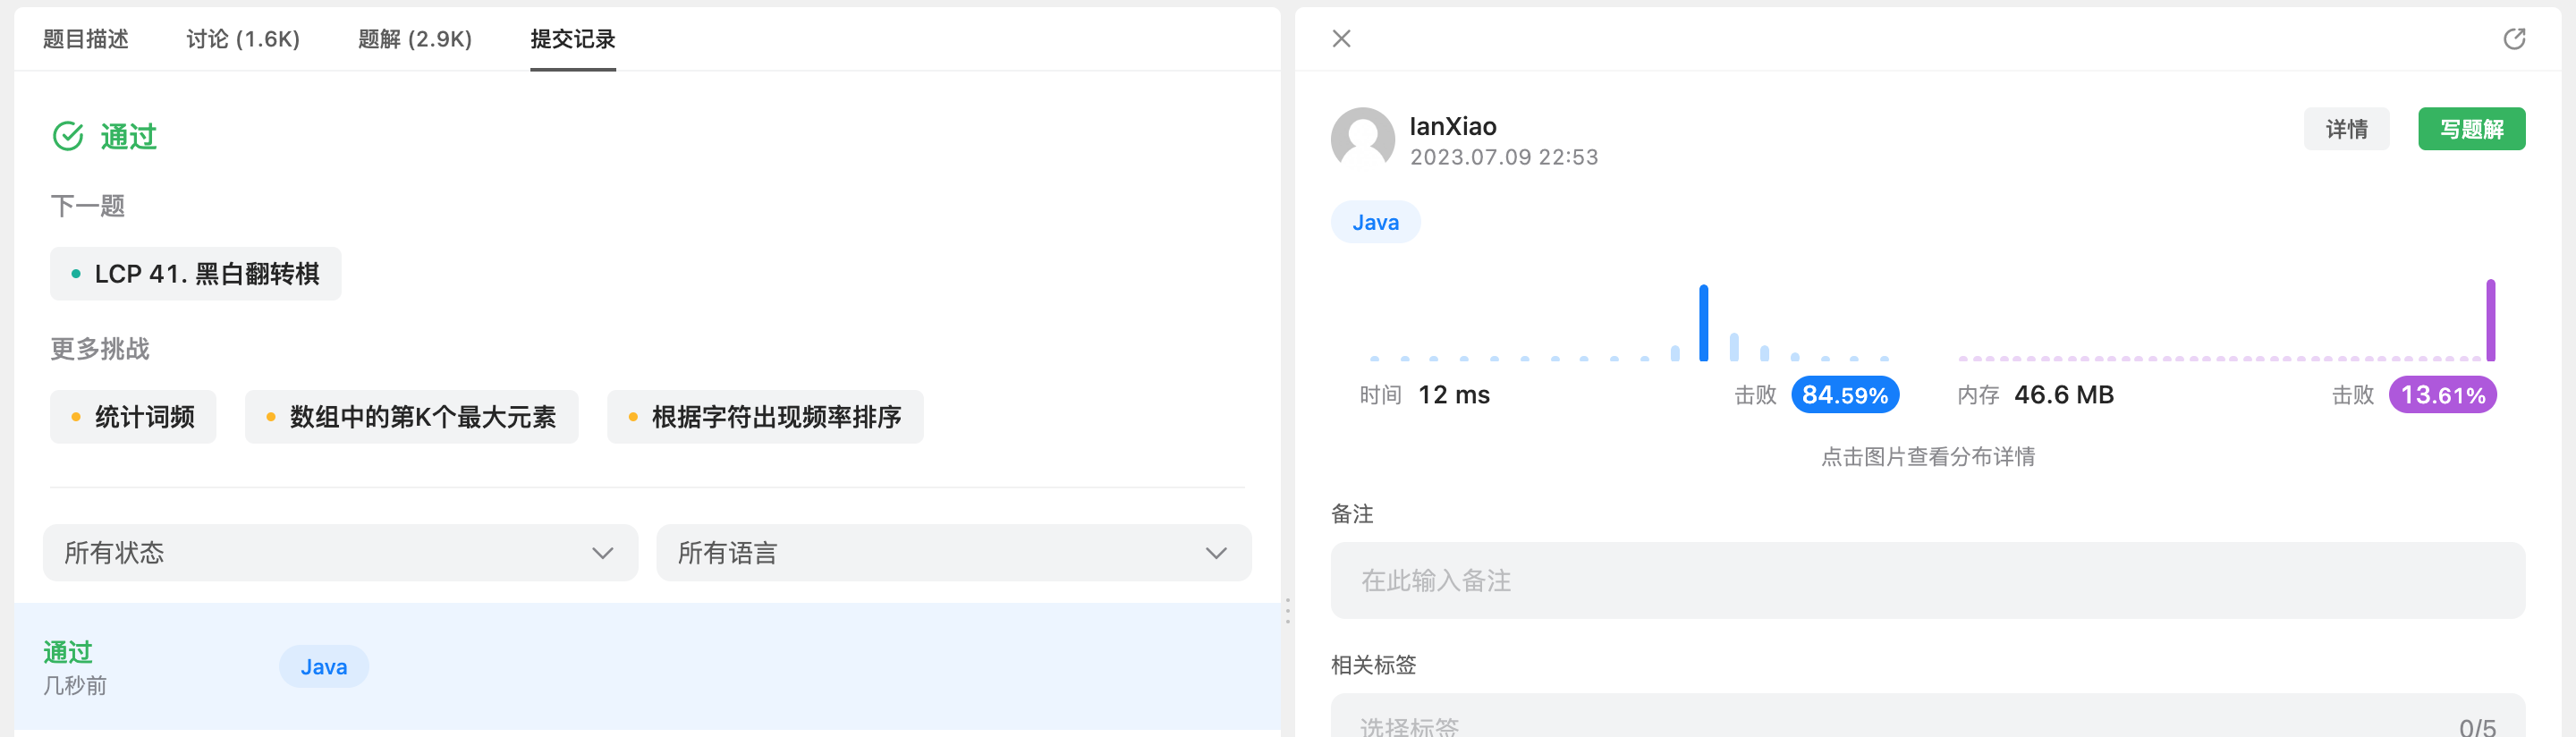 题目描述
讨论 (1.6K)
题解 (2.9K)
提交记录
通过
下一题
LCP 41. 黑白翻转棋
更多挑战
统计词频
数组中的第K个最大元素
根据字符出现频率排序
所有状态
所有语言
通过
几秒前
Java
IanXiao
2023.07.09 22:53
详情
写题解
Java
时间 12 ms
击败 84.59%
内存 46.6 MB
击败 13.61%
点击图片查看分布详情
备注
在此输入备注
相关标签
选择标签
0/5